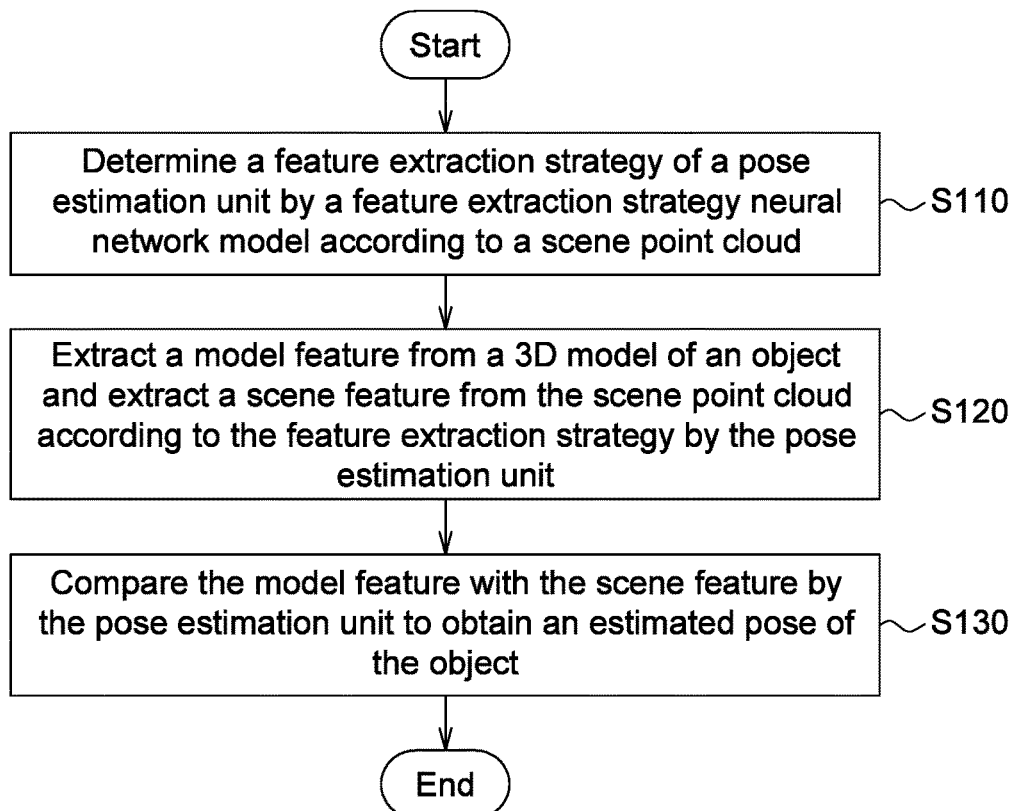 Start
Determine a feature extraction strategy of a pose
estimation unit by a feature extraction strategy neural
network model according to a scene point cloud
S110
Extract a model feature from a 3D model of an object
and extract a scene feature from the scene point cloud
according to the feature extraction strategy by the pose
estimation unit
S120
Compare the model feature with the scene feature by
the pose estimation unit to obtain an estimated pose of
the object
S130
End